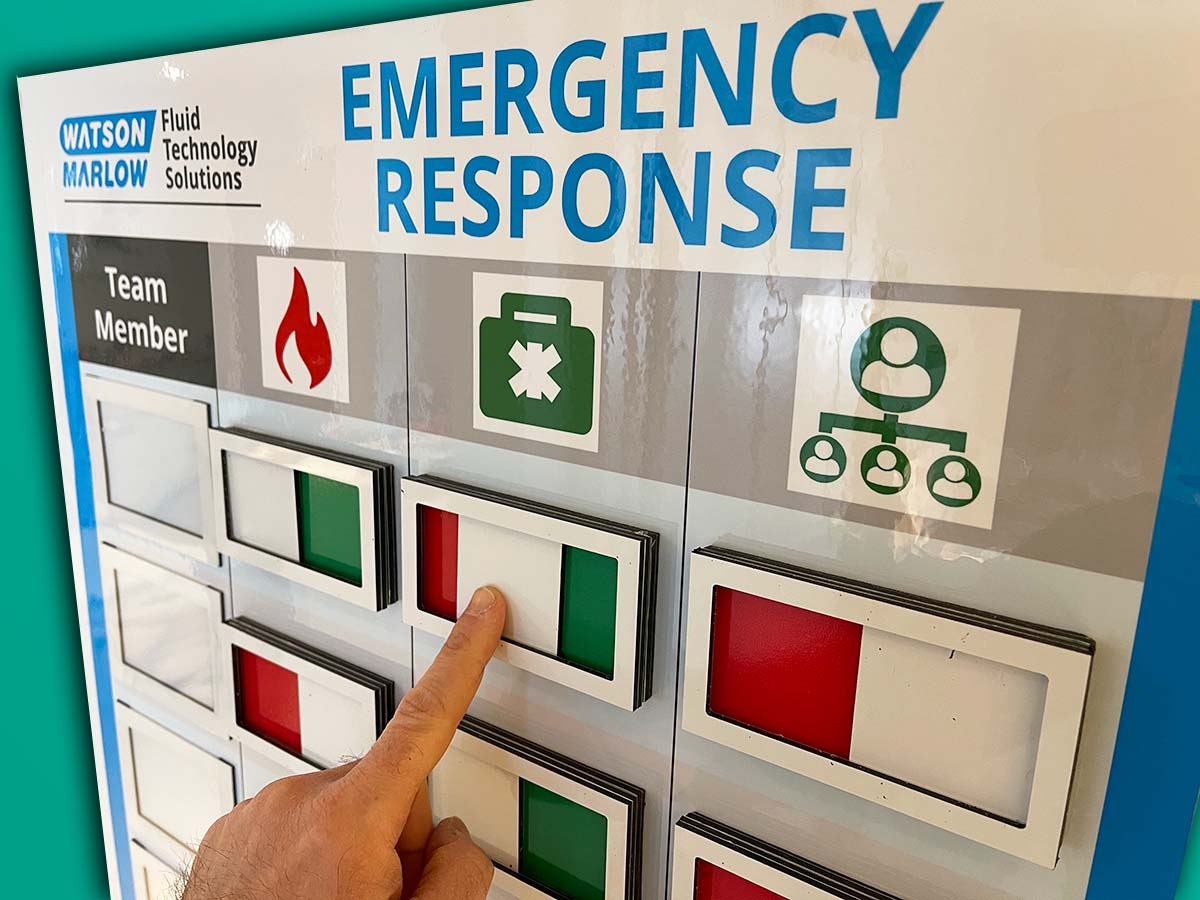 WATSON
MARLOW
Fluid
Technology
Solutions
EMERGENCY
RESPONSE
Team
Member